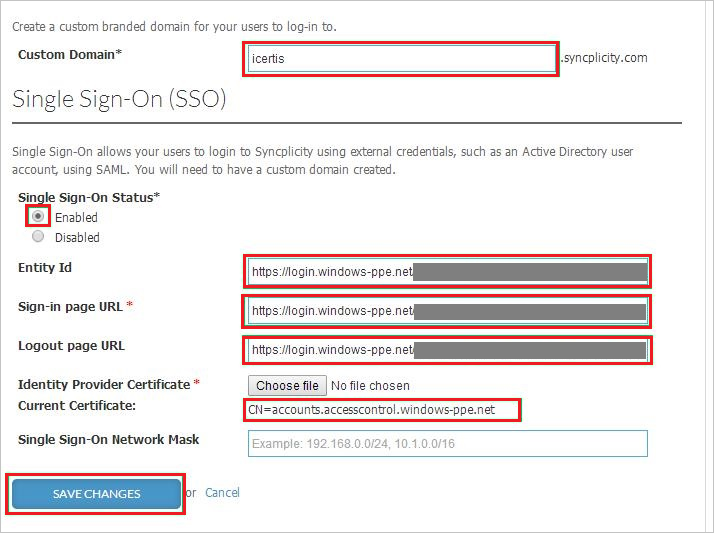 Create a custom branded domain for your users to log-in to.
Custom Domain* icertis .syncplicity.com
Single Sign-On (SSO)
Single Sign-On allows your users to login to Syncplicity using external credentials, such as an Active Directory user
account, using SAML. You will need to have a custom domain created.
Single Sign-On Status*
Enabled
Disabled
Entity Id https://login.windows-ppe.net/
Sign-in page URL * https://login.windows-ppe.net/
Logout page URL https://login.windows-ppe.net/
Identity Provider Certificate * Choose file No file chosen
Current Certificate: CN=accounts.accesscontrol.windows-ppe.net
Single Sign-On Network Mask Example: 192.168.0.0/24, 10.1.0.0/16
SAVE CHANGES or Cancel